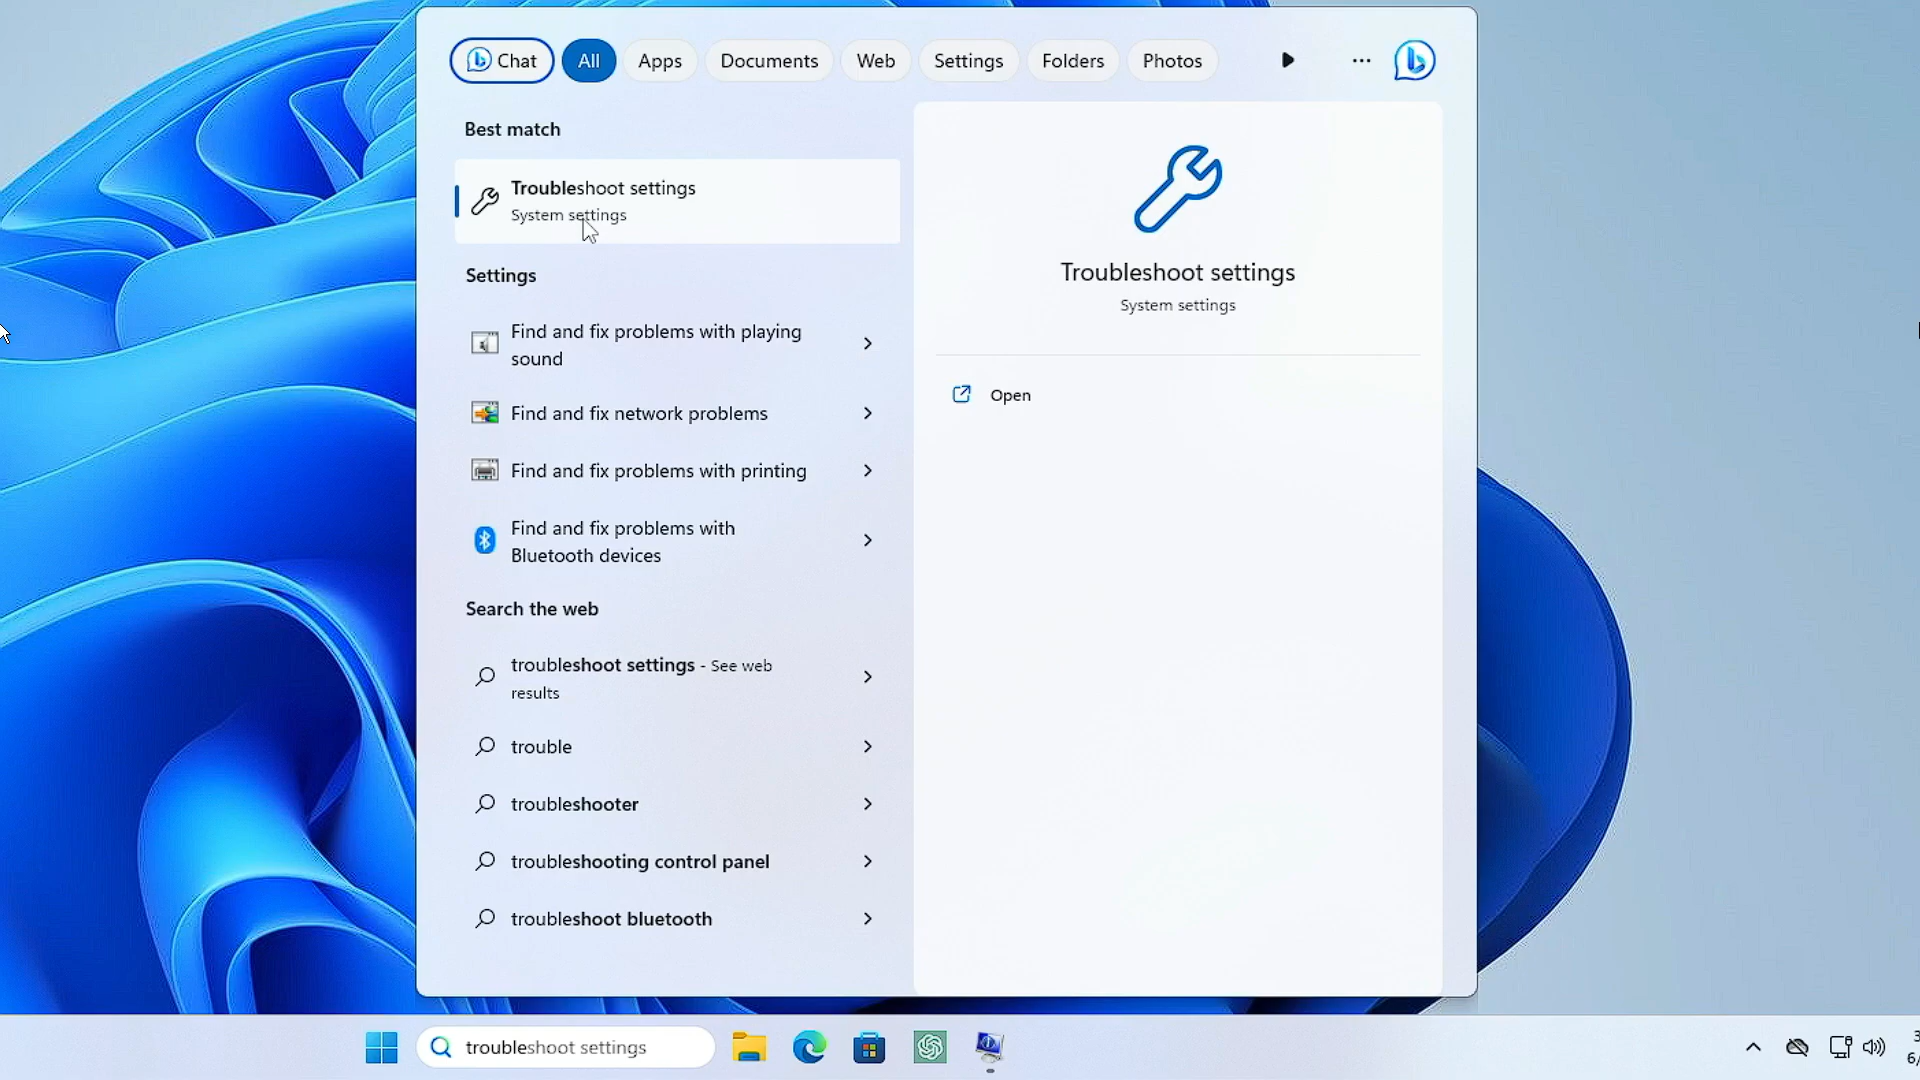 Chat All Apps Documents Web Settings Folders Photos
Best match
Troubleshoot settings
System settings
Settings
Find and fix problems with playing
sound
Find and fix network problems
Find and fix problems with printing
Find and fix problems with
Bluetooth devices
Search the web
troubleshoot settings - See web
results
trouble
troubleshooter
troubleshooting control panel
troubleshoot bluetooth
Troubleshoot settings
System settings
Open
troubleshoot settings
3
6/